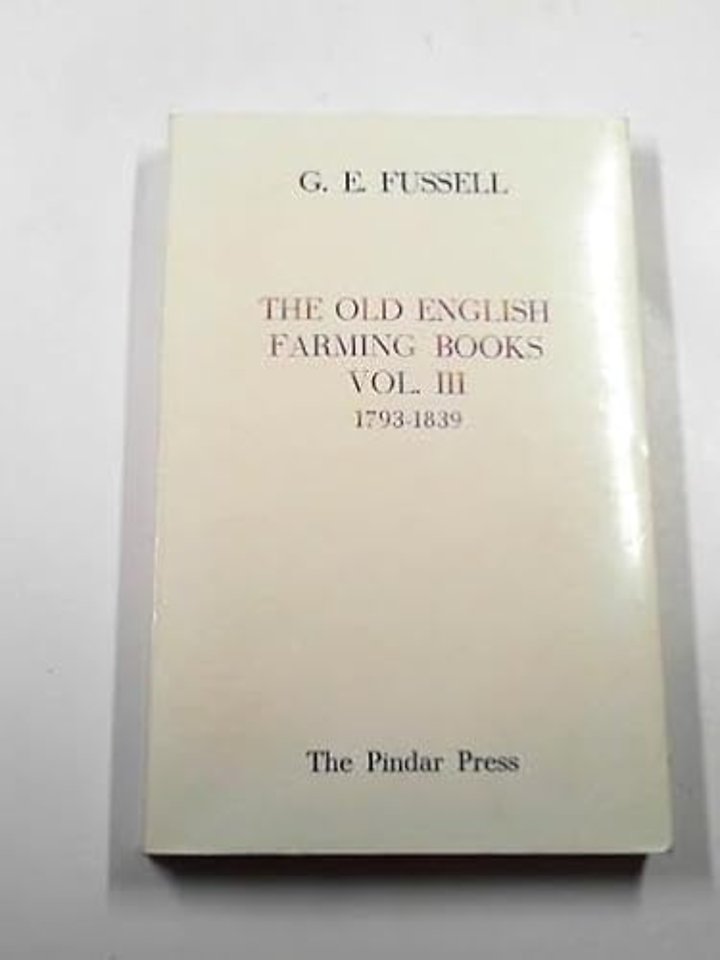 G. E. FUSSELL
THE OLD ENGLISH
FARMING BOOKS
VOL. III
1793-1839
The Pindar Press